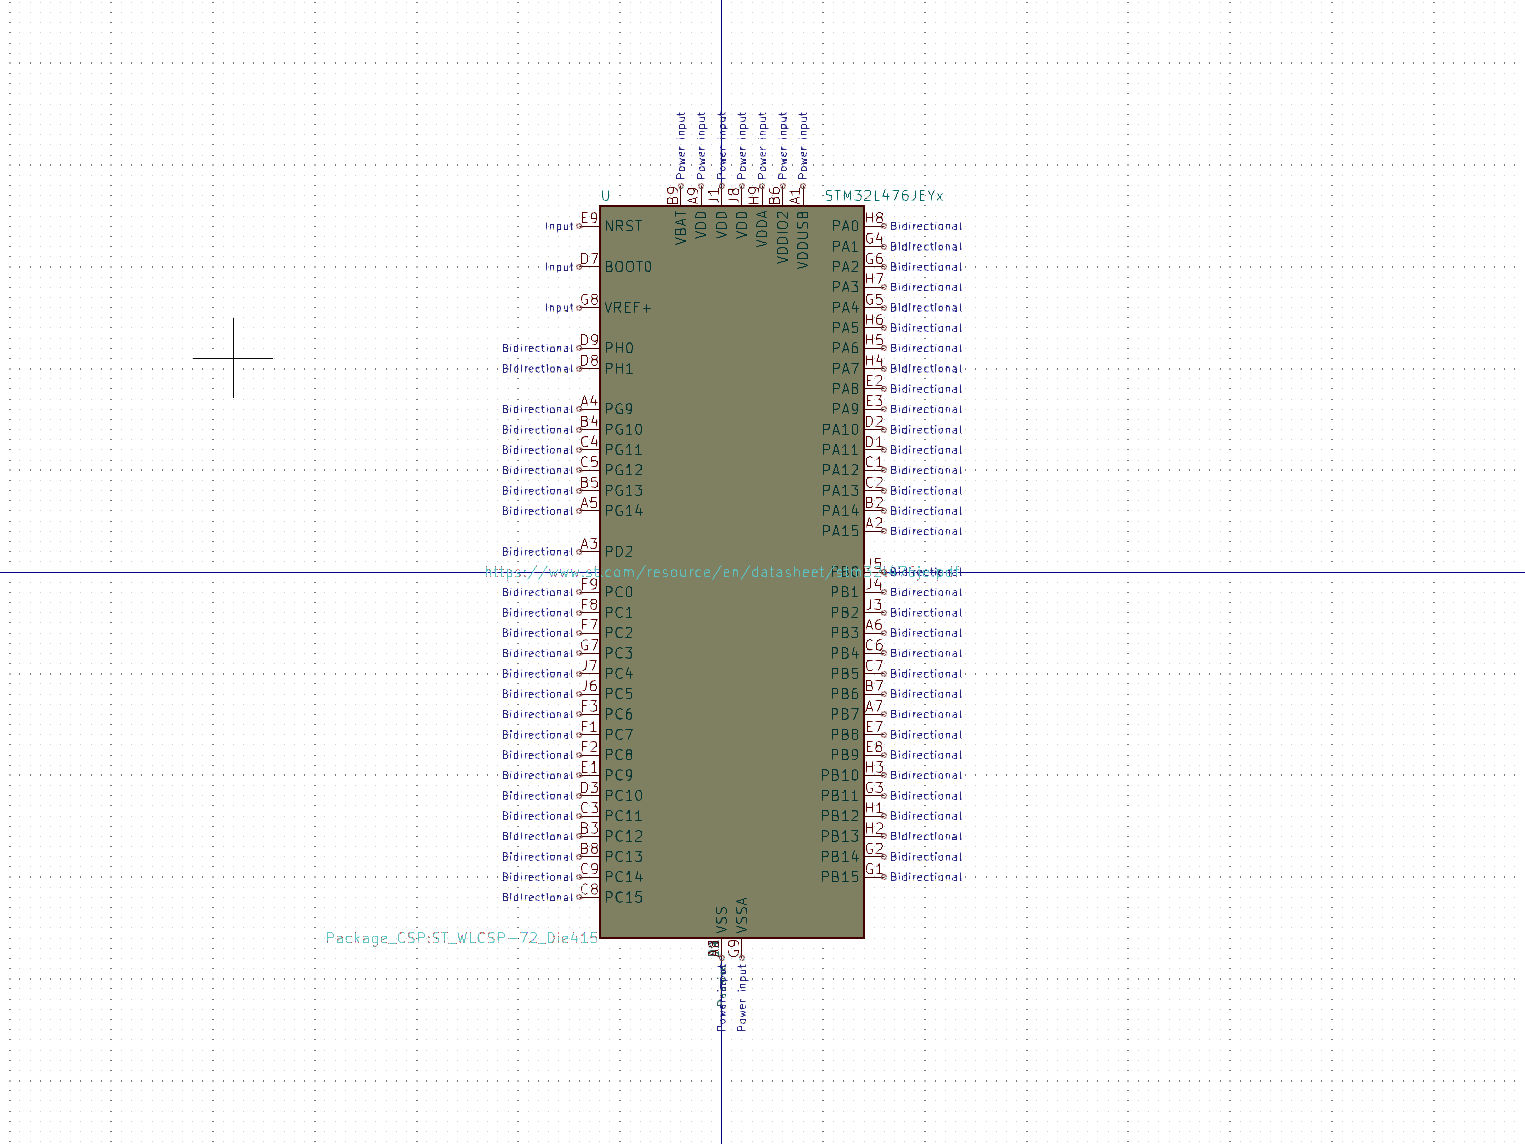 Power input Power input Power input Power input Power input Power input Power input
B9 A9 J1 J8 H9 B6 A1
U STM32L476JEYx
VBAT VDD VDD VDD VDDA VDDIO2 VDDUSB
Input E9 NRST PA0 H8 Bidirectional
PA1 G4 Bidirectional
Input D7 BOOT0 PA2 G6 Bidirectional
PA3 H7 Bidirectional
Input G8 VREF+ PA4 G5 Bidirectional
PA5 H6 Bidirectional
Bidirectional D9 PH0 PA6 H5 Bidirectional
Bidirectional D8 PH1 PA7 H4 Bidirectional
PA8 E2 Bidirectional
Bidirectional A4 PG9 PA9 E3 Bidirectional
Bidirectional B4 PG10 PA10 D2 Bidirectional
Bidirectional C4 PG11 PA11 D1 Bidirectional
Bidirectional C5 PG12 PA12 C1 Bidirectional
Bidirectional B5 PG13 PA13 C2 Bidirectional
Bidirectional A5 PG14 PA14 B2 Bidirectional
PA15 A2 Bidirectional
Bidirectional A3 PD2
PB0 J5 Bidirectional
Bidirectional F9 PC0 PB1 J4 Bidirectional
Bidirectional F8 PC1 PB2 J3 Bidirectional
Bidirectional F7 PC2 PB3 A6 Bidirectional
Bidirectional G7 PC3 PB4 C6 Bidirectional
Bidirectional J7 PC4 PB5 C7 Bidirectional
Bidirectional J6 PC5 PB6 B7 Bidirectional
Bidirectional F3 PC6 PB7 A7 Bidirectional
Bidirectional F1 PC7 PB8 E7 Bidirectional
Bidirectional F2 PC8 PB9 E8 Bidirectional
Bidirectional E1 PC9 PB10 H3 Bidirectional
Bidirectional D3 PC10 PB11 G3 Bidirectional
Bidirectional C3 PC11 PB12 H1 Bidirectional
Bidirectional B3 PC12 PB13 H2 Bidirectional
Bidirectional B8 PC13 PB14 G2 Bidirectional
Bidirectional C9 PC14 PB15 G1 Bidirectional
Bidirectional C8 PC15
VSS VSSA
Package_CSP:ST_WLCSP-72_Die415
G9
Power input